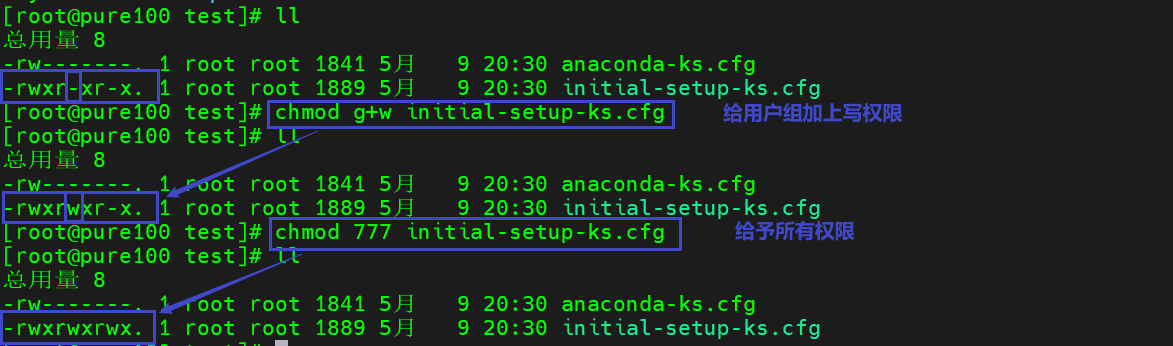 [root@pure100 test]# ll
总用量 8
-rw-------. 1 root root 1841 5月   9 20:30 anaconda-ks.cfg
-rwxr-xr-x. 1 root root 1889 5月   9 20:30 initial-setup-ks.cfg
[root@pure100 test]# chmod g+w initial-setup-ks.cfg 给用户组加上写权限
[root@pure100 test]# ll
总用量 8
-rw-------. 1 root root 1841 5月   9 20:30 anaconda-ks.cfg
-rwxrwxr-x. 1 root root 1889 5月   9 20:30 initial-setup-ks.cfg
[root@pure100 test]# chmod 777 initial-setup-ks.cfg 给予所有权限
[root@pure100 test]# ll
总用量 8
-rw-------. 1 root root 1841 5月   9 20:30 anaconda-ks.cfg
-rwxrwxrwx. 1 root root 1889 5月   9 20:30 initial-setup-ks.cfg